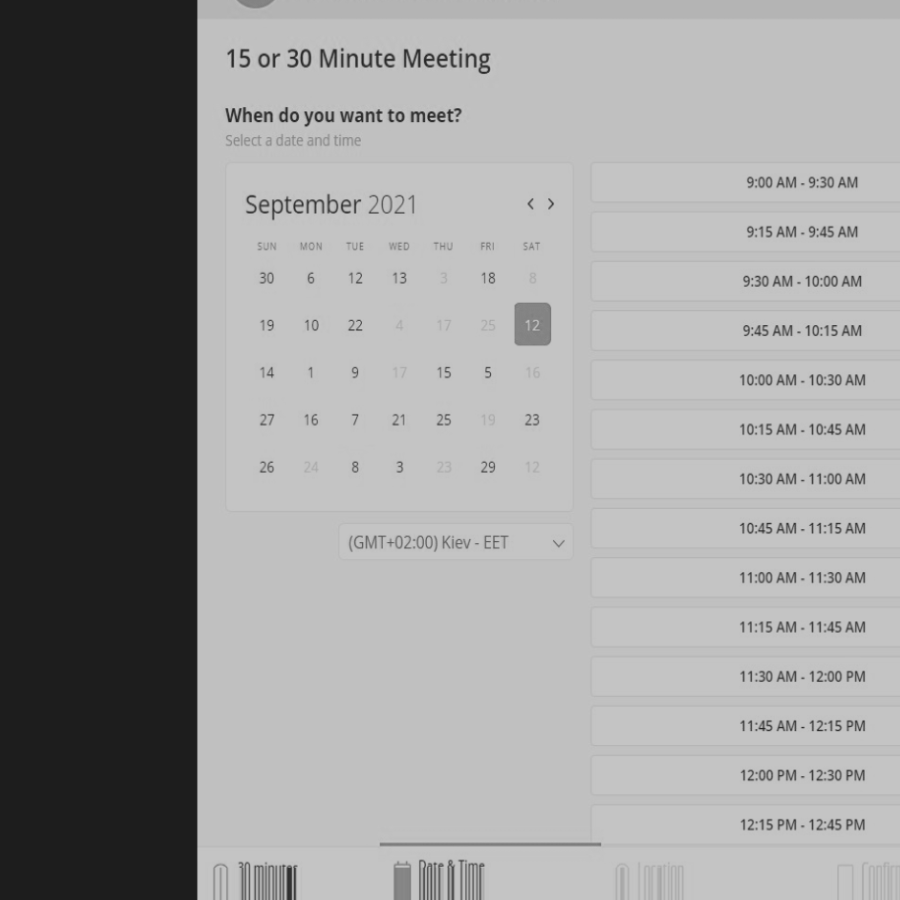 15 or 30 Minute Meeting
When do you want to meet?
Select a date and time
September 2021
SUN MON TUE WED THU FRI SAT
30 6 12 13 3 18 8
19 10 22 4 17 25 12
14 1 9 17 15 5 16
27 16 7 21 25 19 23
26 24 8 3 23 29 12
(GMT+02:00) Kiev - EET
9:00 AM - 9:30 AM
9:15 AM - 9:45 AM
9:30 AM - 10:00 AM
9:45 AM - 10:15 AM
10:00 AM - 10:30 AM
10:15 AM - 10:45 AM
10:30 AM - 11:00 AM
10:45 AM - 11:15 AM
11:00 AM - 11:30 AM
11:15 AM - 11:45 AM
11:30 AM - 12:00 PM
11:45 AM - 12:15 PM
12:00 PM - 12:30 PM
12:15 PM - 12:45 PM
30 minutes Date & Time Location